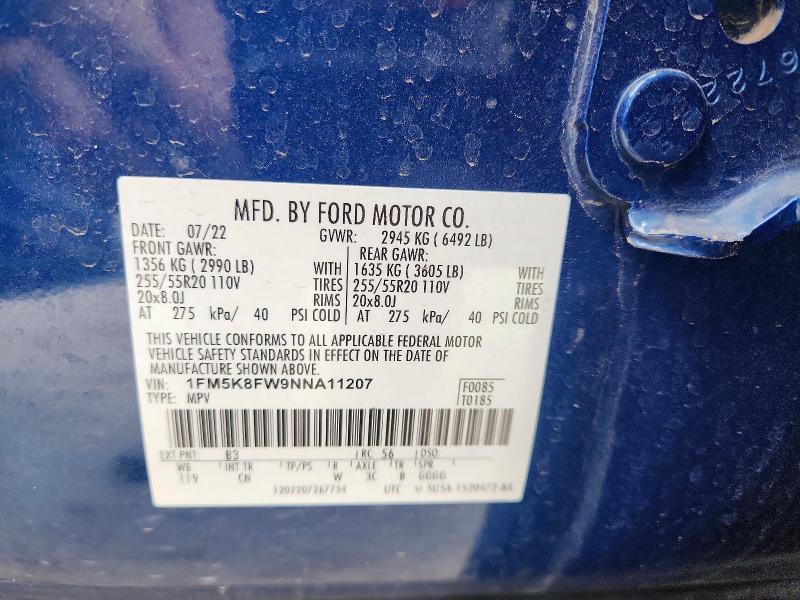 6722
MFD. BY FORD MOTOR CO.
DATE: 07/22 GVWR: 2945 KG ( 6492 LB)
FRONT GAWR: REAR GAWR:
1356 KG ( 2990 LB) WITH 1635 KG ( 3605 LB) WITH
255/55R20 110V TIRES 255/55R20 110V TIRES
20x8.0J RIMS 20x8.0J RIMS
AT 275 kPa/ 40 PSI COLD AT 275 kPa/ 40 PSI COLD
THIS VEHICLE CONFORMS TO ALL APPLICABLE FEDERAL MOTOR
VEHICLE SAFETY STANDARDS IN EFFECT ON THE DATE OF
MANUFACTURE SHOWN ABOVE.
VIN: 1FM5K8FW9NNA11207 F0085
TYPE: MPV T0185
EXT PNT: B3 RC: 56 DSO:
WB INT TR TP/PS R AXLE TR SPR
119 CN W 3C B GGGG
1202207267754 UTC